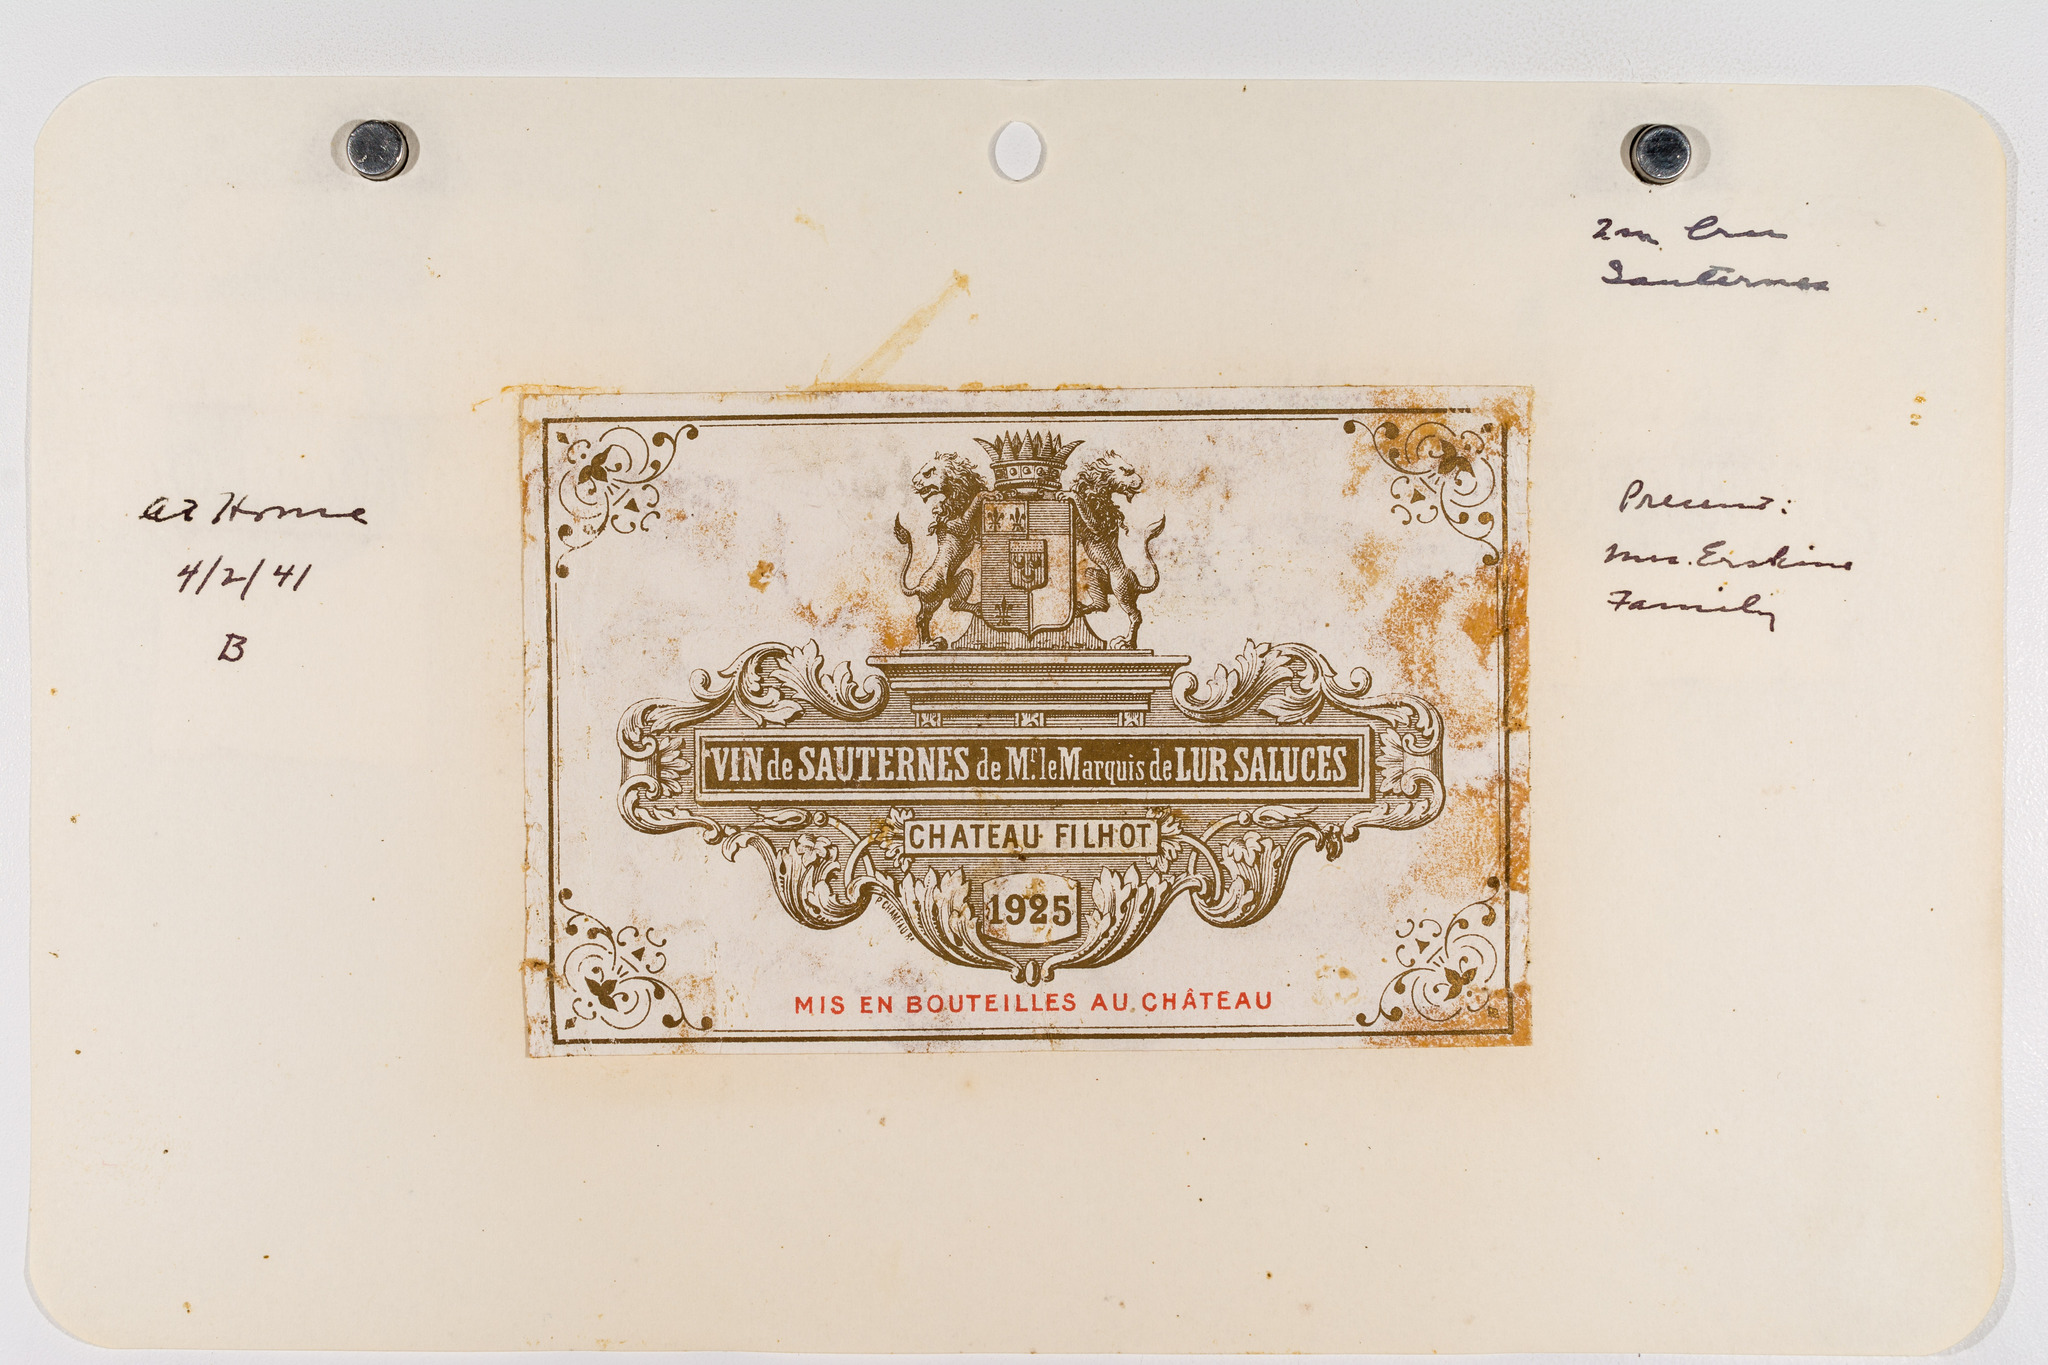 2nd Cru
Sauternes
At Home
4/2/41
B
Present:
Mrs. Erskine
Family
VIN de SAUTERNES de Mr. le Marquis de LUR SALUCES
CHATEAU FILHOT
1925
MIS EN BOUTEILLES AU CHÂTEAU